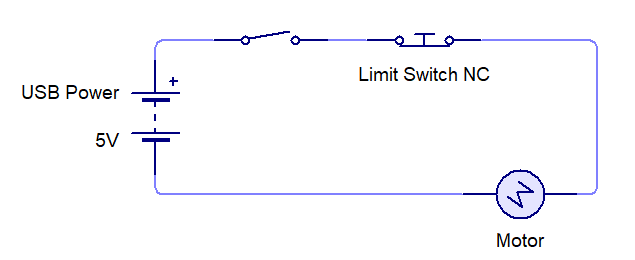 Limit Switch NC
USB Power
+
5V
Motor